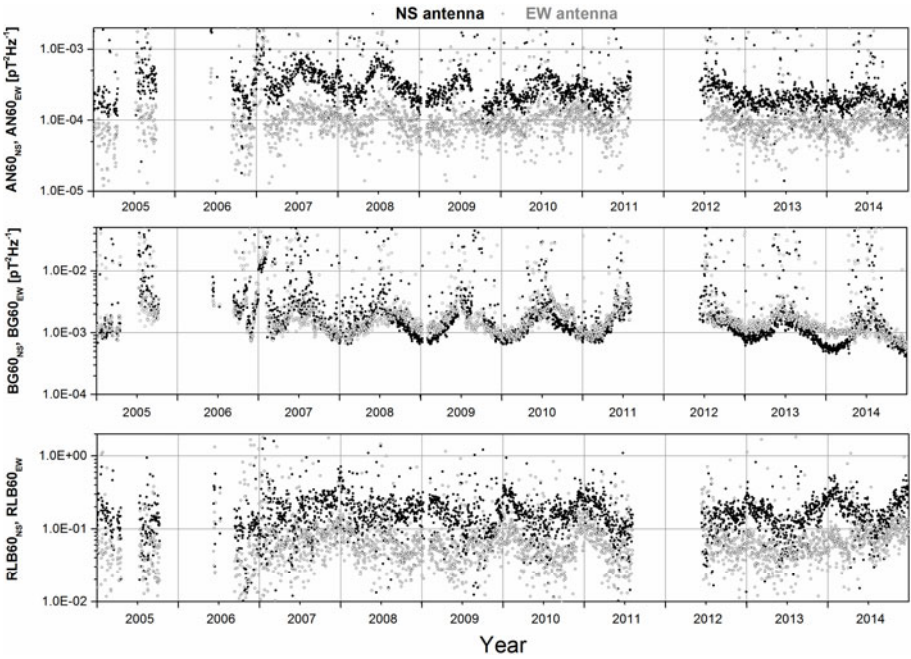 NS antenna EW antenna
AN60NS, AN60EW [pT²Hz⁻¹]
1.0E-03
1.0E-04
1.0E-05
2005 2006 2007 2008 2009 2010 2011 2012 2013 2014
BG60NS, BG60EW [pT²Hz⁻¹]
1.0E-02
1.0E-03
1.0E-04
2005 2006 2007 2008 2009 2010 2011 2012 2013 2014
RLB60NS, RLB60EW
1.0E+00
1.0E-01
1.0E-02
2005 2006 2007 2008 2009 2010 2011 2012 2013 2014
Year